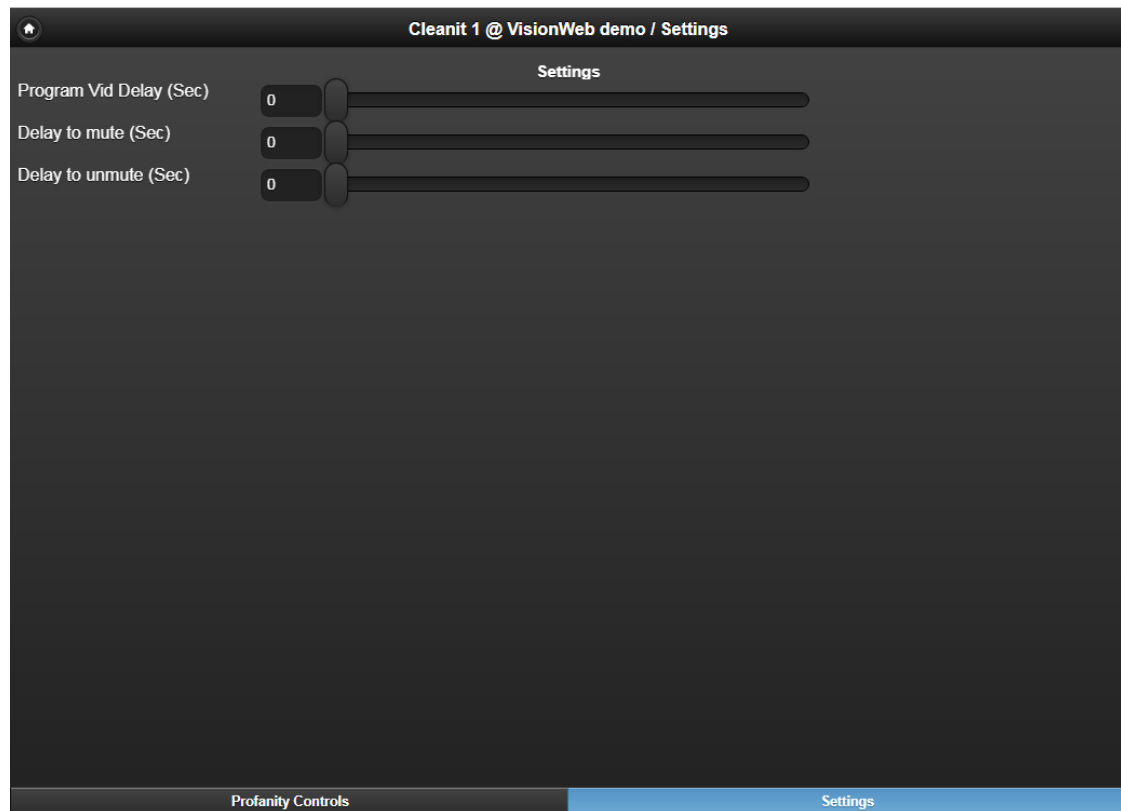 Cleanit 1 @ VisionWeb demo / Settings
Settings
Program Vid Delay (Sec)
0
Delay to mute (Sec)
0
Delay to unmute (Sec)
0
Profanity Controls
Settings